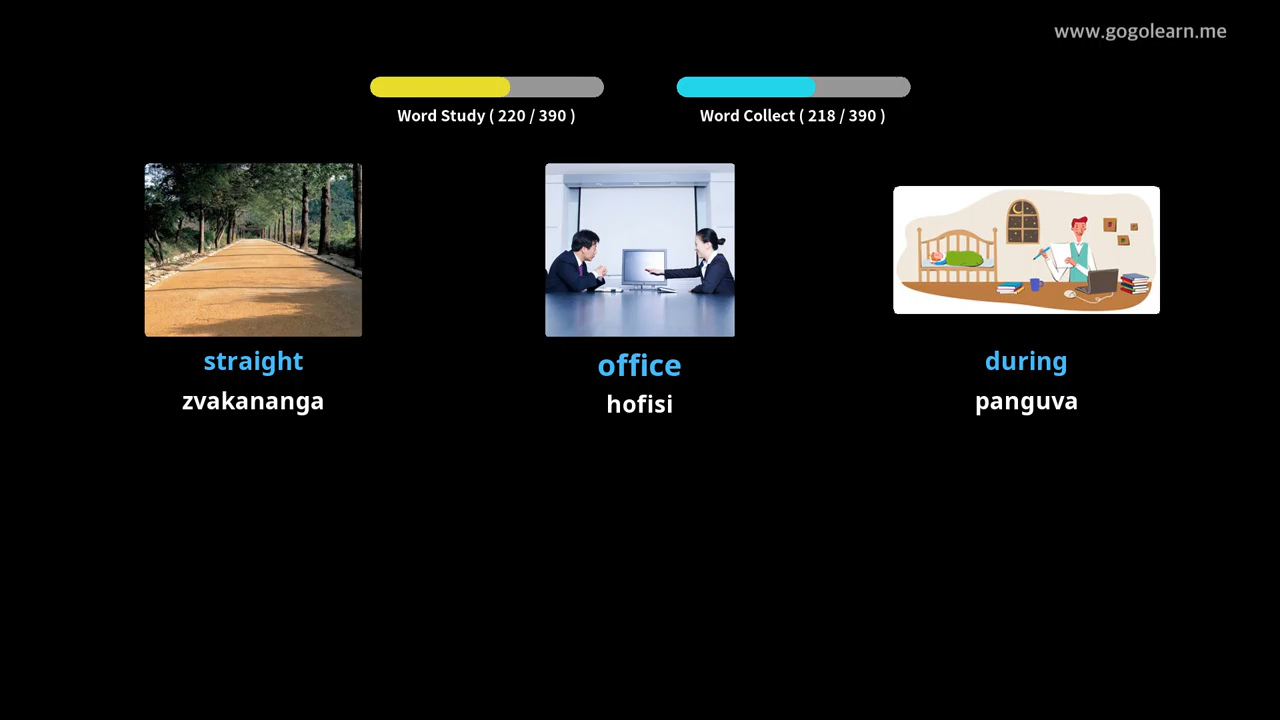 www.gogolearn.me
Word Study ( 220 / 390 )
Word Collect ( 218 / 390 )
straight
zvakananga
office
hofisi
during
panguva